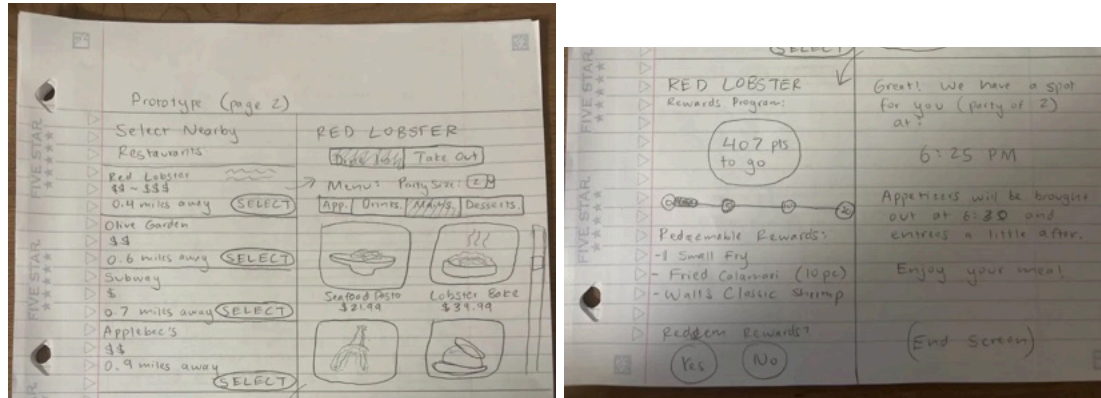 FIVE STAR
FIVE STAR
Prototype (page 2)
Select Nearby
Restaurants
Red Lobster
$$ ~ $$$
0.4 miles away SELECT
Olive Garden
$$
0.6 miles away SELECT
Subway
$
0.7 miles away SELECT
Applebee's
$$
0.9 miles away
SELECT
RED LOBSTER
Take Out
Menu: Party Size: 2
App. Drinks. Mains. Desserts.
Seafood Pasta
$21.99
Lobster Bake
$39.99
SELECT
FIVE STAR
FIVE STAR
RED LOBSTER
Rewards Program:
407 pts
to go
Redeemable Rewards:
-1 Small Fry
- Fried Calamari (10 pc)
- Walt's Classic Shrimp
Redeem Rewards?
Yes No
Great! We have a spot
for you (party of 2)
at:
6:25 PM
Appetizers will be brought
out at 6:30 and
entrees a little after.
Enjoy your meal
(End Screen)